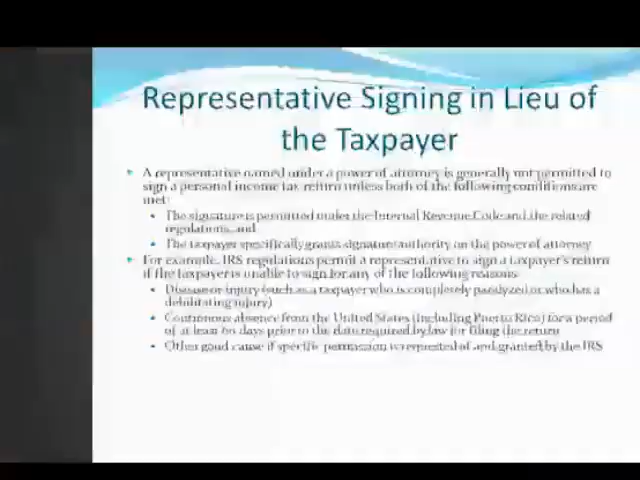 Representative Signing in Lieu of
the Taxpayer
A representative named under a power of attorney is generally not permitted to
sign a personal income tax return unless both of the following conditions are
met:
The signature is permitted under the Internal Revenue Code and the related
regulations, and
The taxpayer specifically grants signature authority on the power of attorney
For example, IRS regulations permit a representative to sign a taxpayer's return
if the taxpayer is unable to sign for any of the following reasons:
Disease or injury (such as a taxpayer who is completely paralyzed or who has a
debilitating injury)
Continuous absence from the United States (including Puerto Rico) for a period
of at least 60 days prior to the date required by law for filing the return
Other good cause if specific permission is requested of and granted by the IRS